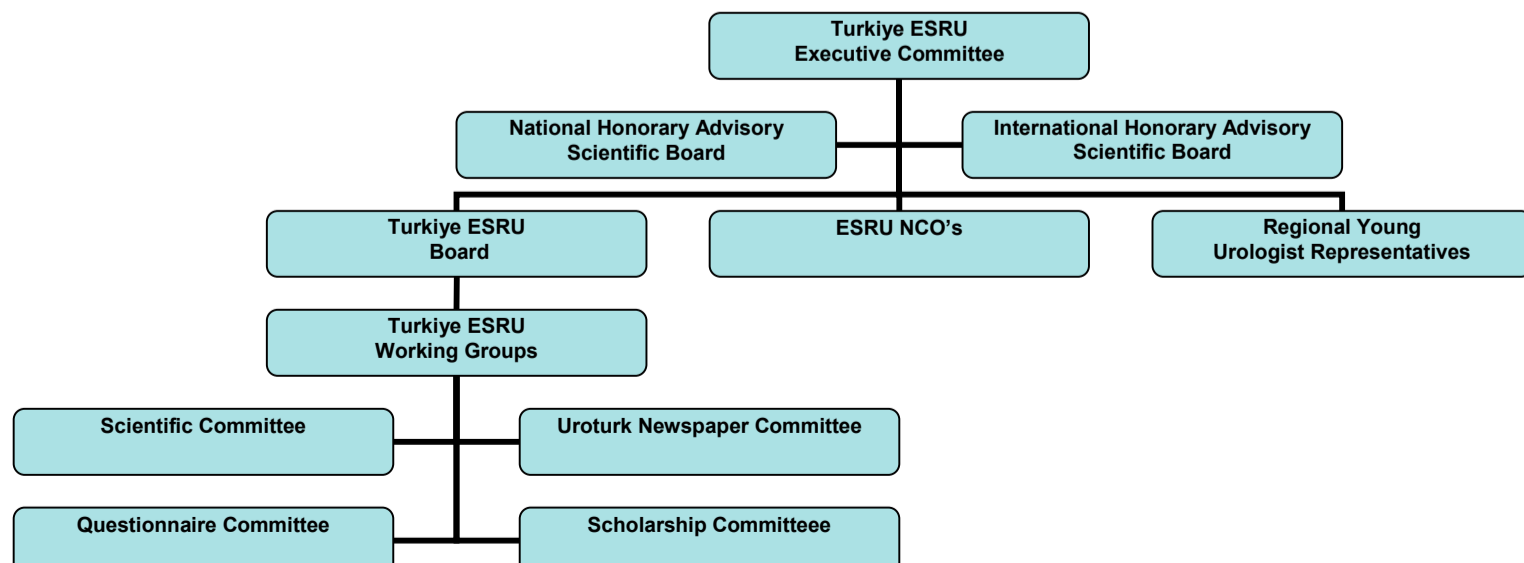 Turkiye ESRU
Executive Committee
National Honorary Advisory
Scientific Board
International Honorary Advisory
Scientific Board
Turkiye ESRU
Board
ESRU NCO’s
Regional Young
Urologist Representatives
Turkiye ESRU
Working Groups
Scientific Committee
Uroturk Newspaper Committee
Questionnaire Committee
Scholarship Committeee